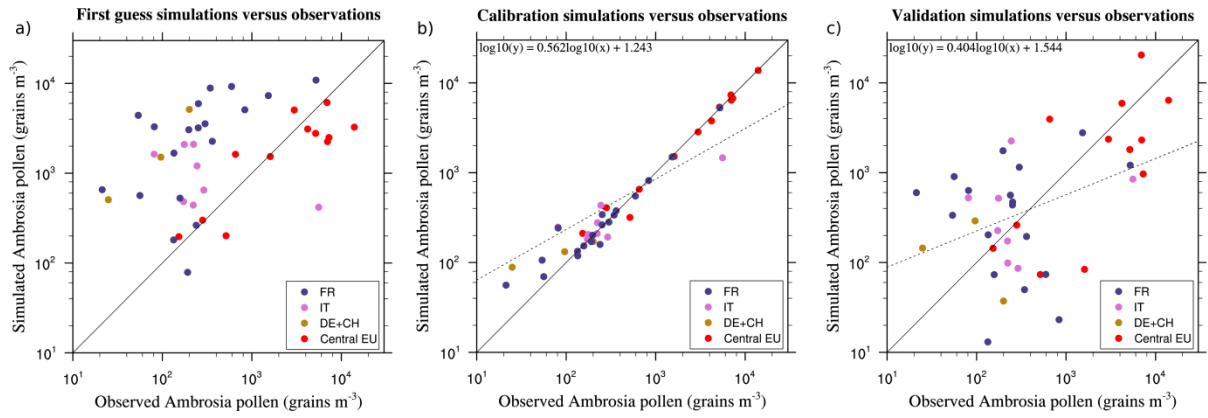 a)
First guess simulations versus observations
Simulated Ambrosia pollen (grains m⁻³)
10⁴
10³
10²
10¹
10¹ 10² 10³ 10⁴
Observed Ambrosia pollen (grains m⁻³)
FR
IT
DE+CH
Central EU
b)
Calibration simulations versus observations
log10(y) = 0.562log10(x) + 1.243
Simulated Ambrosia pollen (grains m⁻³)
10⁴
10³
10²
10¹
10¹ 10² 10³ 10⁴
Observed Ambrosia pollen (grains m⁻³)
FR
IT
DE+CH
Central EU
c)
Validation simulations versus observations
log10(y) = 0.404log10(x) + 1.544
Simulated Ambrosia pollen (grains m⁻³)
10⁴
10³
10²
10¹
10¹ 10² 10³ 10⁴
Observed Ambrosia pollen (grains m⁻³)
FR
IT
DE+CH
Central EU